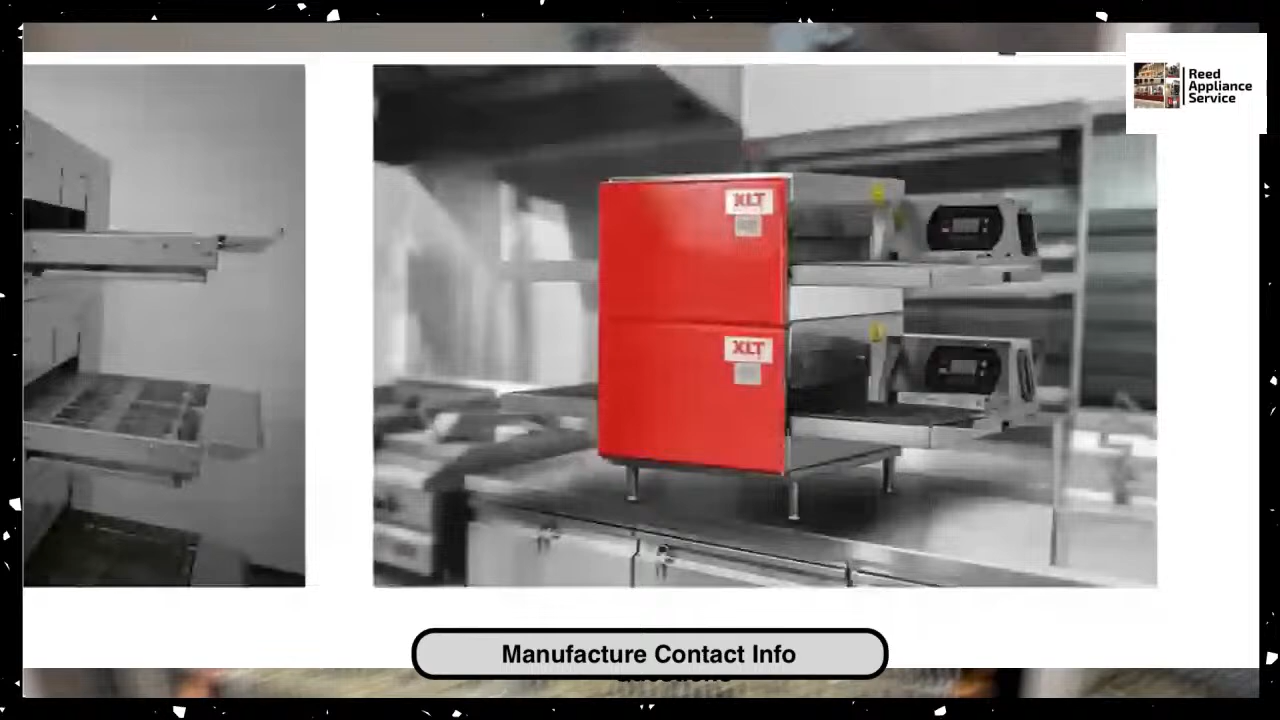 Reed
Appliance
Service
XLT
XLT
Manufacture Contact Info